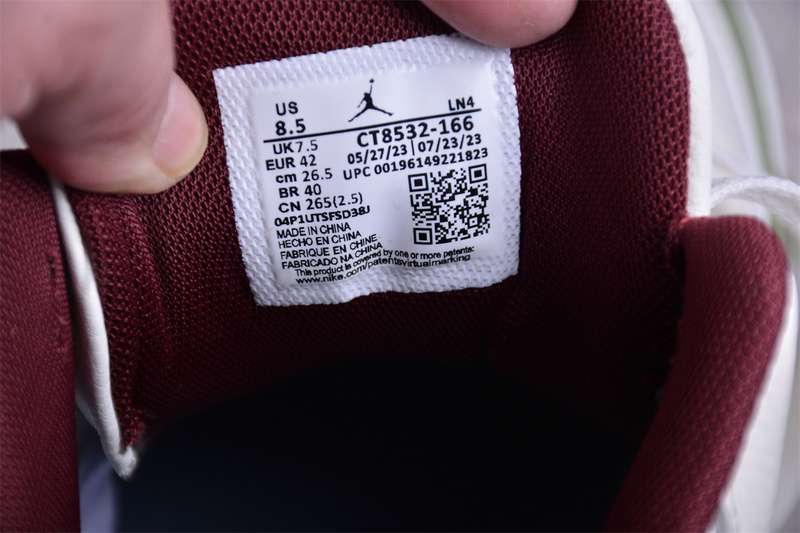 US
8.5
LN4
CT8532-166
UK 7.5
05/27/23 | 07/23/23
EUR 42
UPC 00196149221823
cm 26.5
BR 40
CN 265(2.5)
04P1UTSFSD38J
MADE IN CHINA
HECHO EN CHINA
FABRIQUE EN CHINE
FABRICADO NA CHINA
This product is covered by one or more patents:
www.nike.com/patentsvirtualmarking